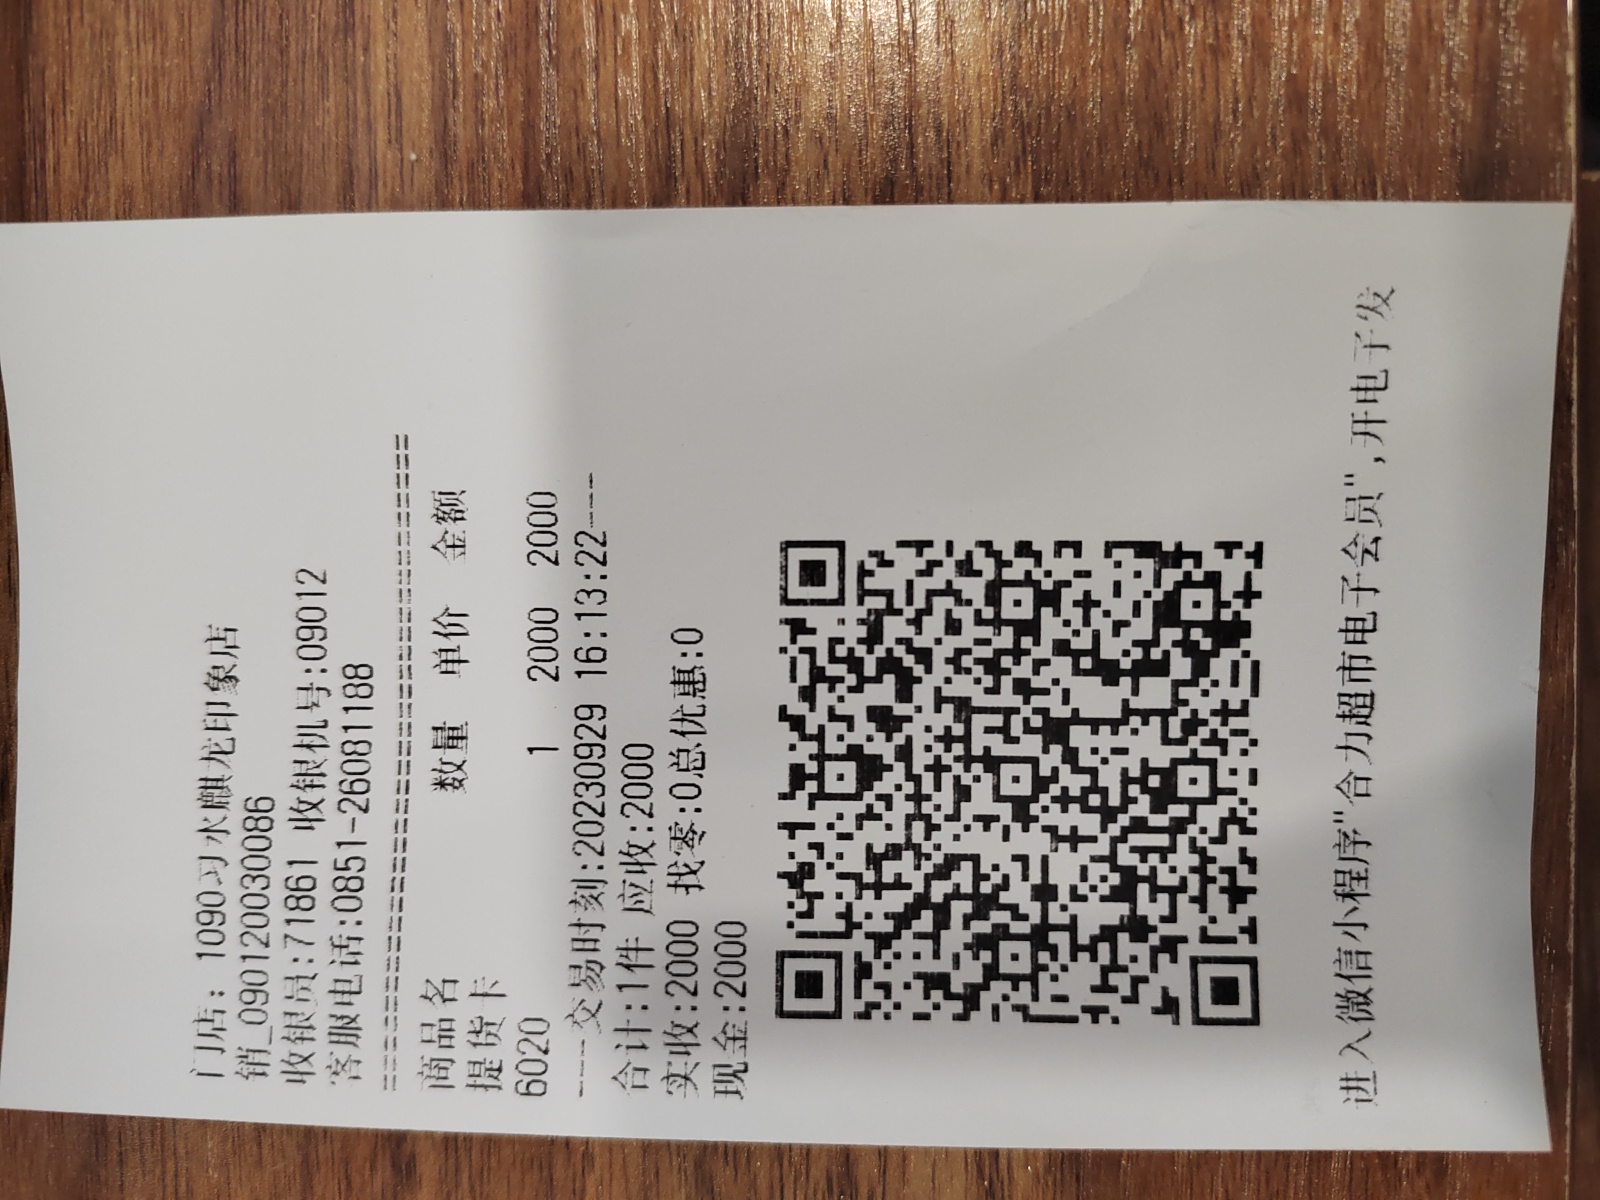 门店: 1090习水麒龙印象店
销_090120030086
收银员:71861 收银机号:09012
客服电话:0851-26081188
================================
商品名 数量 单价 金额
提货卡
6020 1 2000 2000
---交易时刻:20230929 16:13:22---
合计:1件 应收:2000
实收:2000 找零:0总优惠:0
现金:2000
进入微信小程序"合力超市电子会员",开电子发